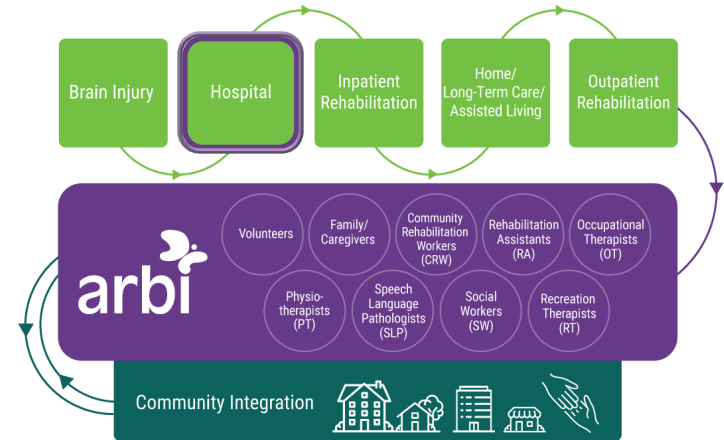 Brain Injury
Hospital
Inpatient
Rehabilitation
Home/
Long-Term Care/
Assisted Living
Outpatient
Rehabilitation
arbi
Volunteers
Family/
Caregivers
Community
Rehabilitation
Workers
(CRW)
Rehabilitation
Assistants
(RA)
Occupational
Therapists
(OT)
Physio-
therapists
(PT)
Speech
Language
Pathologists
(SLP)
Social
Workers
(SW)
Recreation
Therapists
(RT)
Community Integration